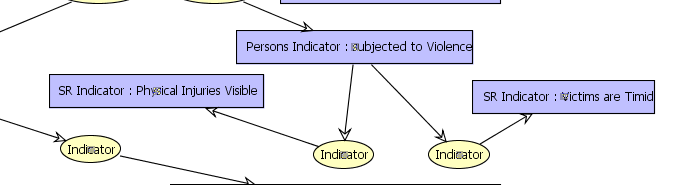 Persons Indicator : Subjected to Violence
SR Indicator : Physical Injuries Visible
SR Indicator : Victims are Timid
Indicator
Indicator
Indicator